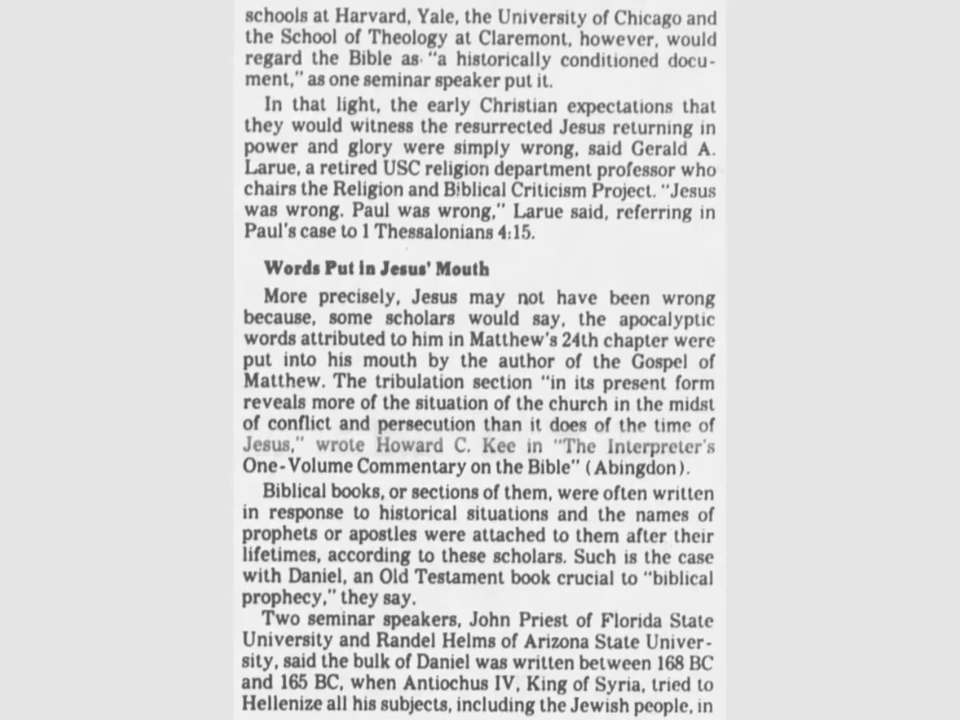 schools at Harvard, Yale, the University of Chicago and
the School of Theology at Claremont, however, would
regard the Bible as "a historically conditioned docu-
ment," as one seminar speaker put it.
In that light, the early Christian expectations that
they would witness the resurrected Jesus returning in
power and glory were simply wrong, said Gerald A.
Larue, a retired USC religion department professor who
chairs the Religion and Biblical Criticism Project. "Jesus
was wrong. Paul was wrong," Larue said, referring in
Paul's case to 1 Thessalonians 4:15.
Words Put in Jesus' Mouth
More precisely, Jesus may not have been wrong
because, some scholars would say, the apocalyptic
words attributed to him in Matthew's 24th chapter were
put into his mouth by the author of the Gospel of
Matthew. The tribulation section "in its present form
reveals more of the situation of the church in the midst
of conflict and persecution than it does of the time of
Jesus," wrote Howard C. Kee in "The Interpreter's
One-Volume Commentary on the Bible" (Abingdon).
Biblical books, or sections of them, were often written
in response to historical situations and the names of
prophets or apostles were attached to them after their
lifetimes, according to these scholars. Such is the case
with Daniel, an Old Testament book crucial to "biblical
prophecy," they say.
Two seminar speakers, John Priest of Florida State
University and Randel Helms of Arizona State Univer-
sity, said the bulk of Daniel was written between 168 BC
and 165 BC, when Antiochus IV, King of Syria, tried to
Hellenize all his subjects, including the Jewish people, in